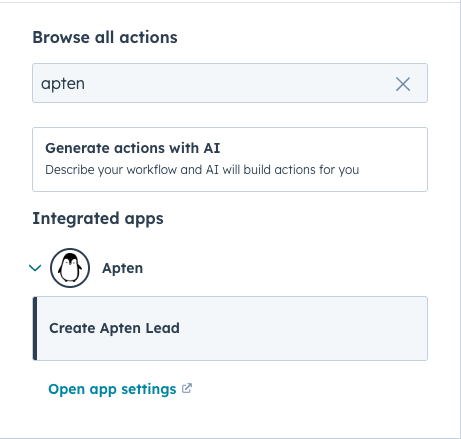 Browse all actions
apten
Generate actions with AI
Describe your workflow and AI will build actions for you
Integrated apps
Apten
Create Apten Lead
Open app settings